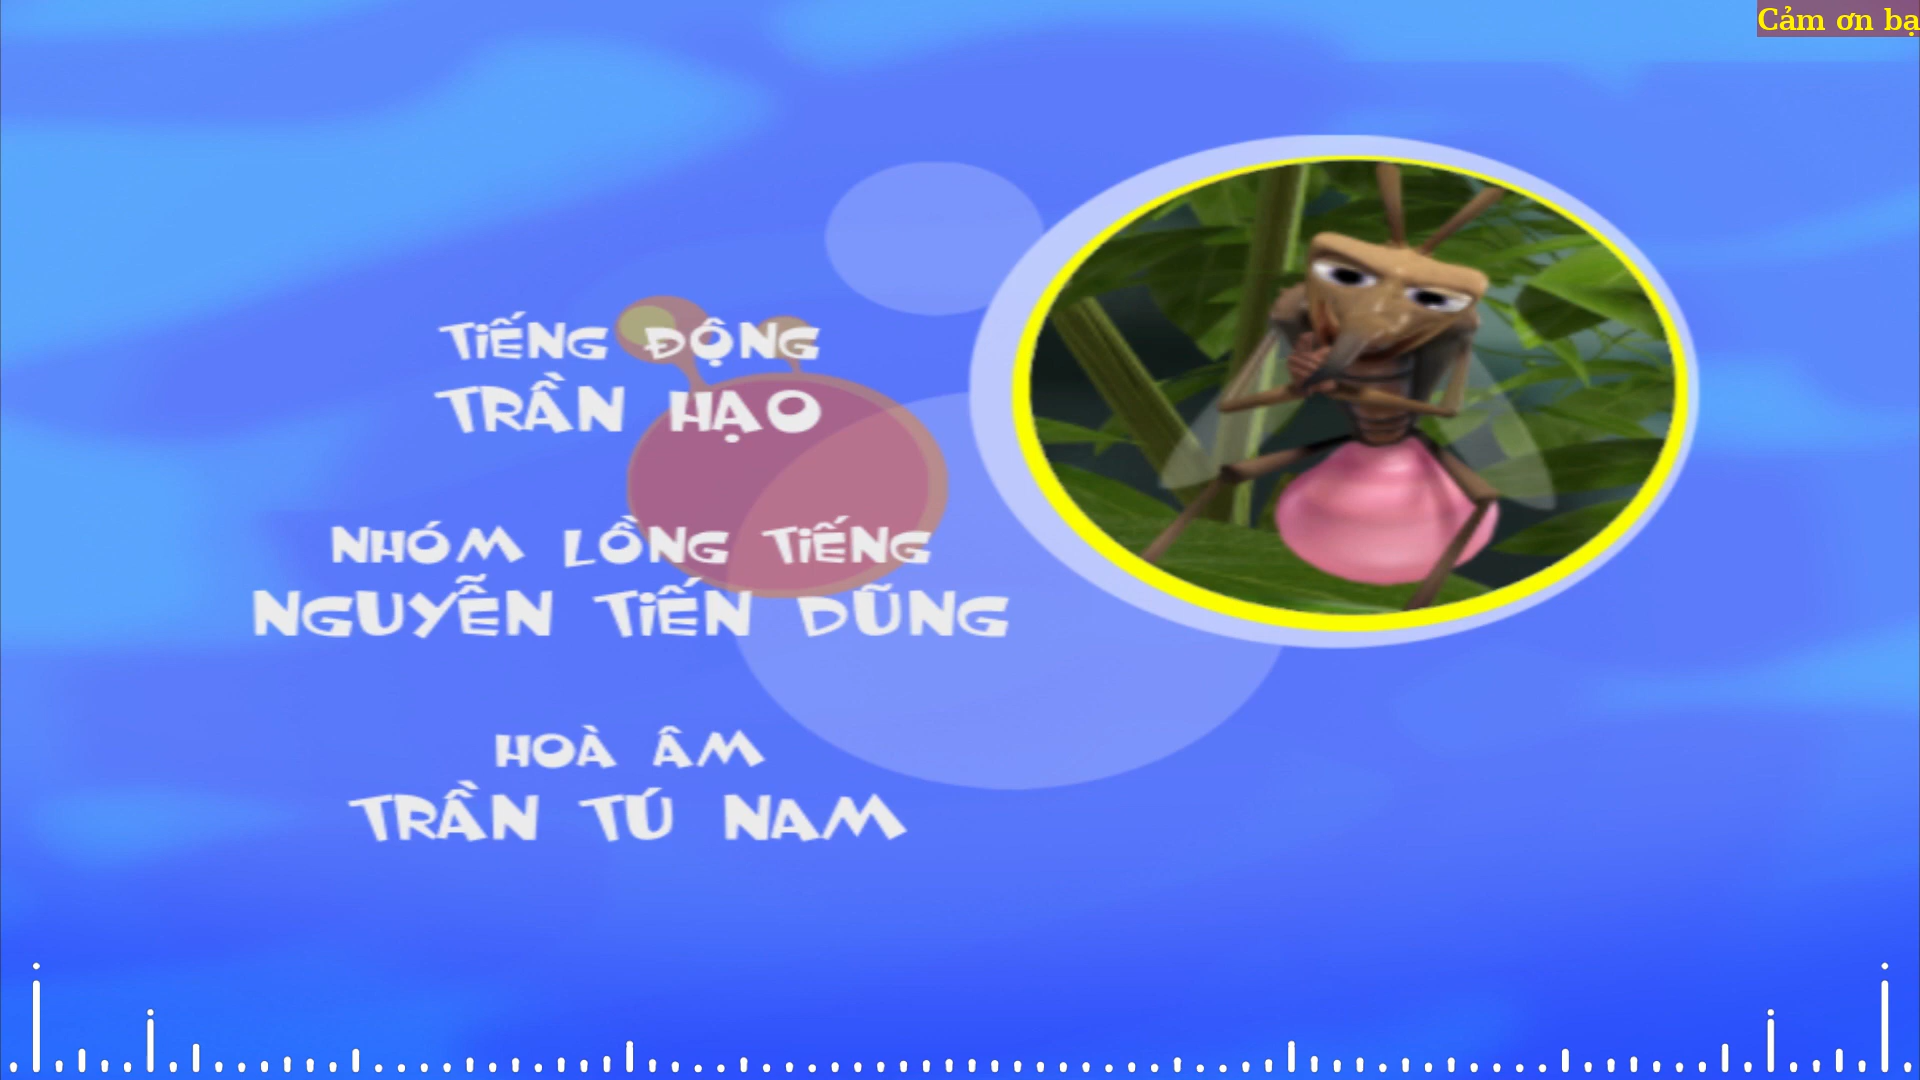 Cảm ơn bạ
TiẾNG ĐỘNG
TRẦN HẠO
NHÓM LỒNG TiẾNG
NGUYỄN TiẾN DŨNG
HOÀ ÂM
TRẦN TÚ NAM